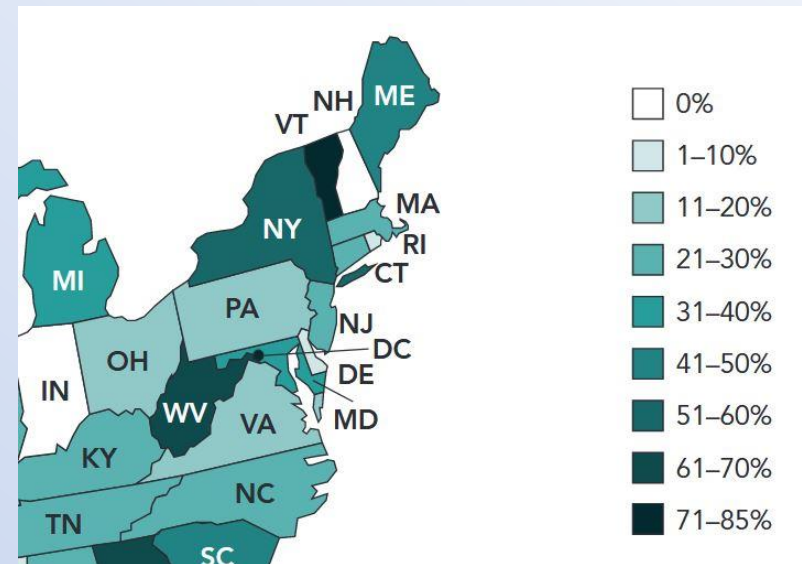 NH
ME
VT
MA
NY
RI
CT
MI
PA
NJ
OH
DC
DE
IN
WV
VA
MD
KY
NC
TN
SC
0%
1–10%
11–20%
21–30%
31–40%
41–50%
51–60%
61–70%
71–85%